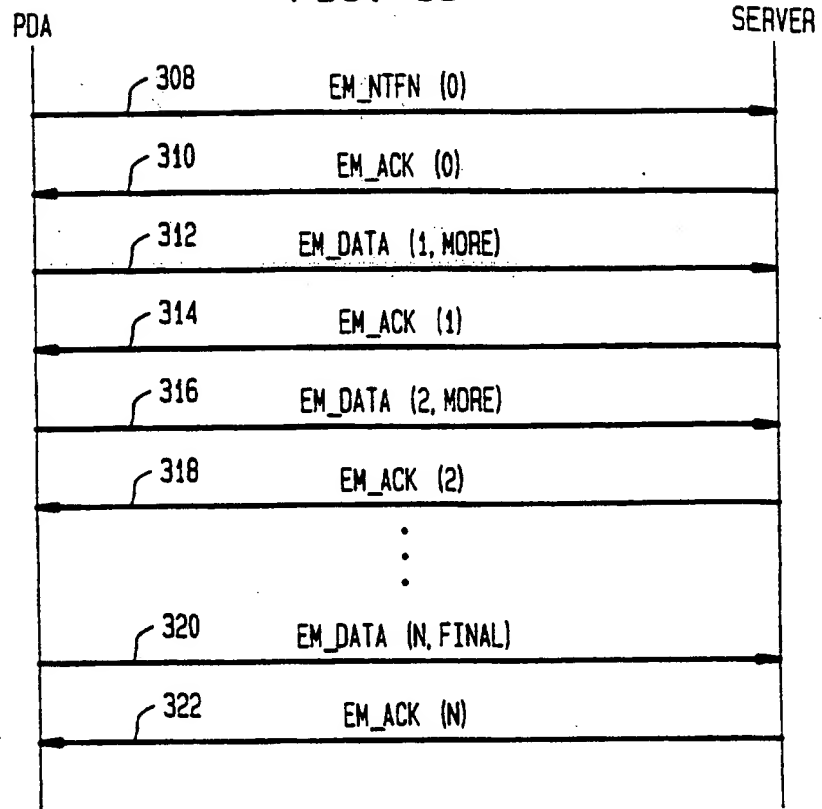 PDA
SERVER
308
EM_NTFN (0)
310
EM_ACK (0)
312
EM_DATA (1, MORE)
314
EM_ACK (1)
316
EM_DATA (2, MORE)
318
EM_ACK (2)
320
EM_DATA (N, FINAL)
322
EM_ACK (N)